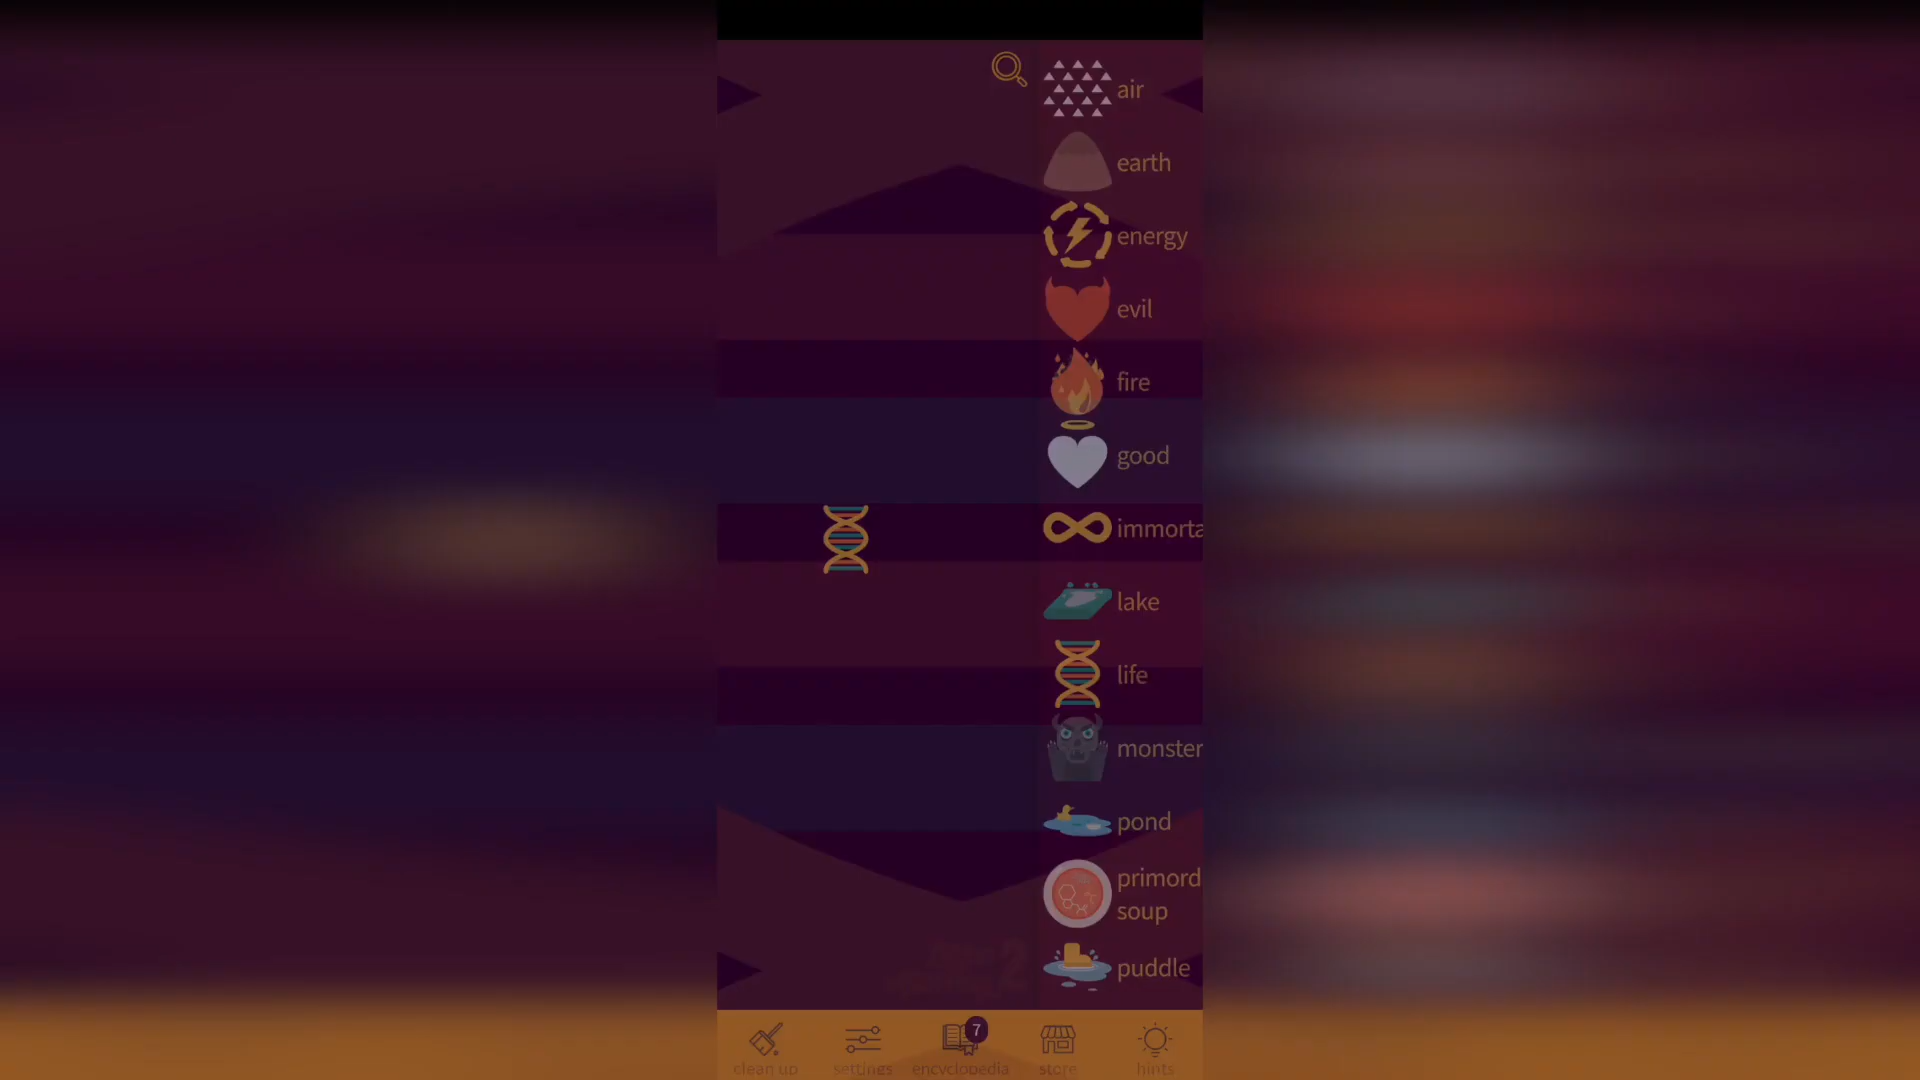 air
earth
energy
evil
fire
good
immorta
lake
life
monster
pond
primord
soup
puddle
7
clean up
settings
encyclopedia
store
hints